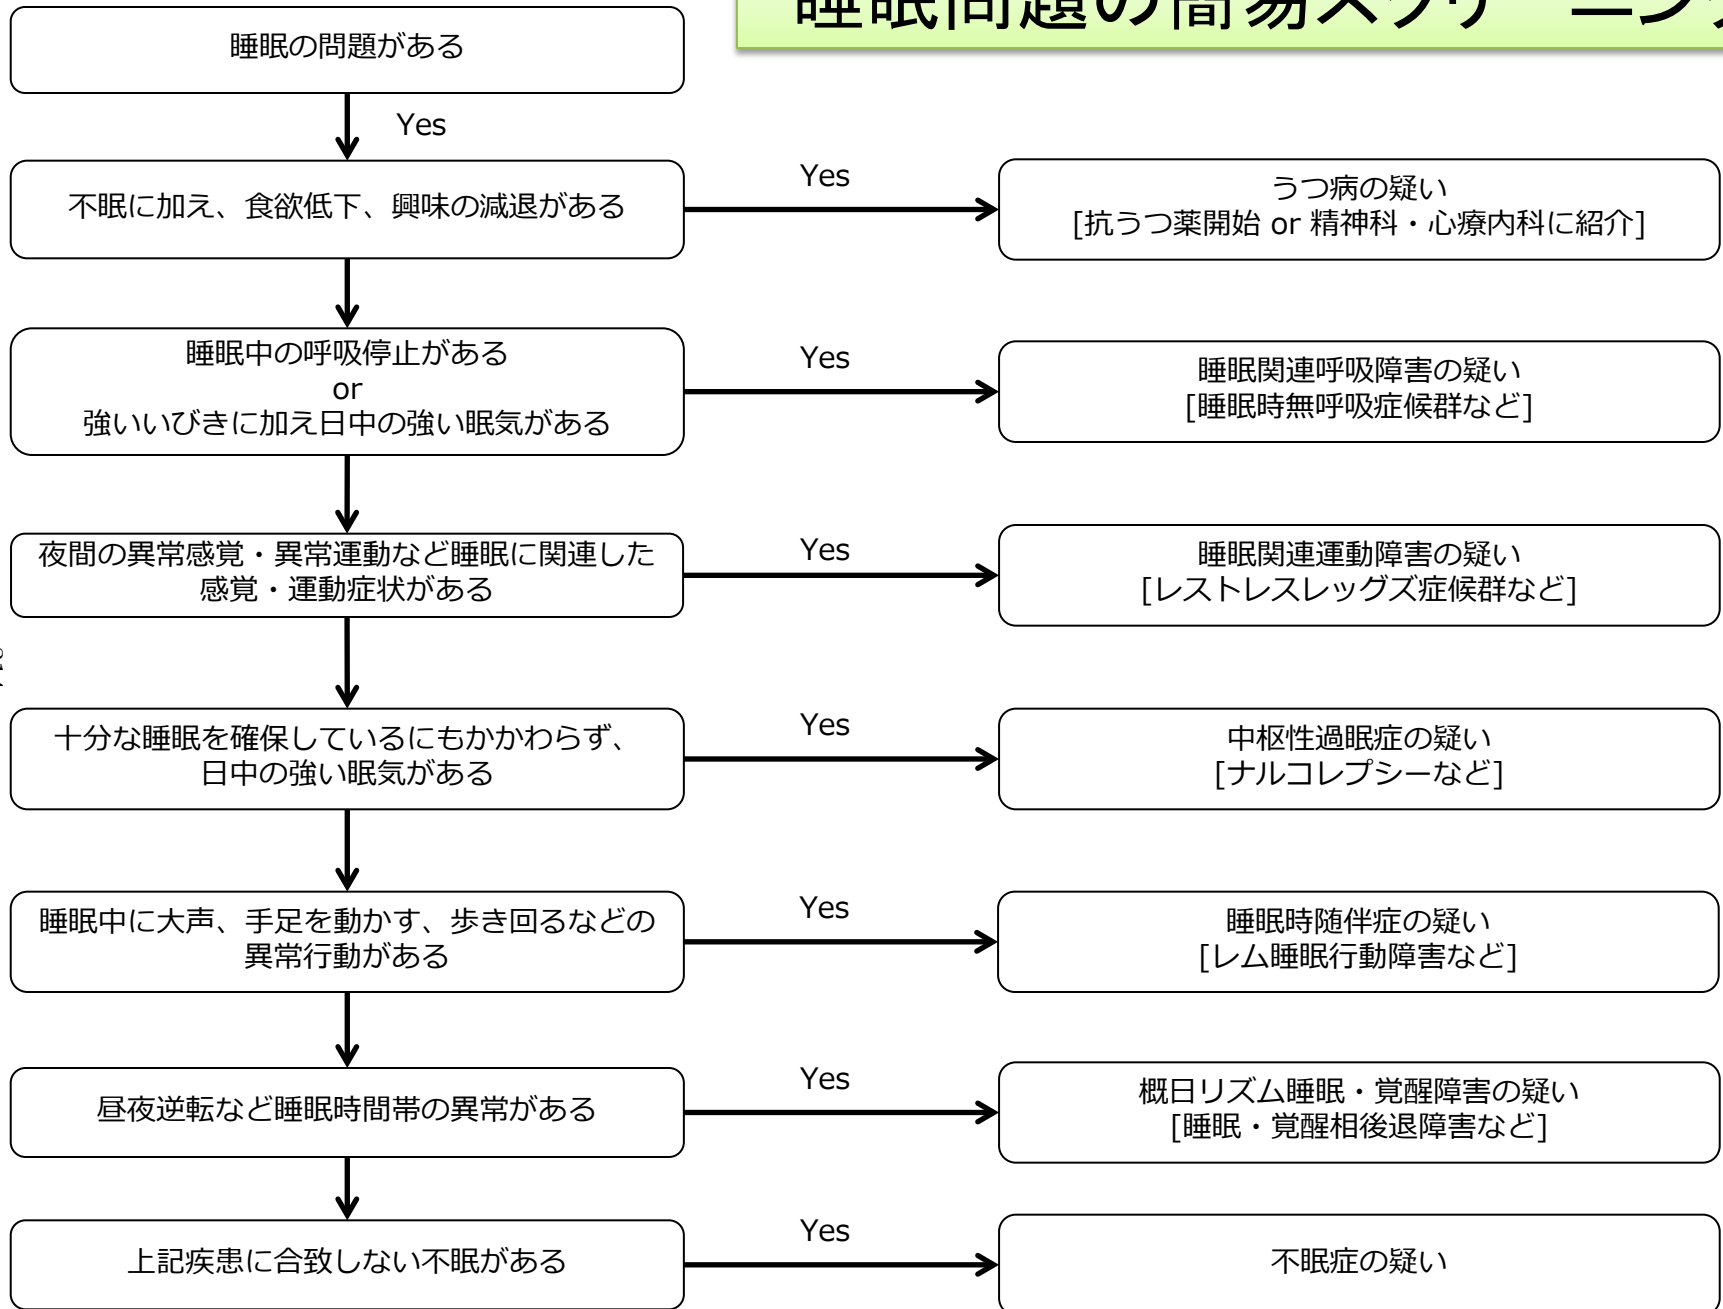 睡眠問題の簡易スクリーニング
睡眠の問題がある
Yes
不眠に加え、食欲低下、興味の減退がある
Yes
うつ病の疑い
[抗うつ薬開始 or 精神科・心療内科に紹介]
睡眠中の呼吸停止がある
or
強いいびきに加え日中の強い眠気がある
Yes
睡眠関連呼吸障害の疑い
[睡眠時無呼吸症候群など]
夜間の異常感覚・異常運動など睡眠に関連した
感覚・運動症状がある
Yes
睡眠関連運動障害の疑い
[レストレスレッグズ症候群など]
十分な睡眠を確保しているにもかかわらず、
日中の強い眠気がある
Yes
中枢性過眠症の疑い
[ナルコレプシーなど]
睡眠中に大声、手足を動かす、歩き回るなどの
異常行動がある
Yes
睡眠時随伴症の疑い
[レム睡眠行動障害など]
昼夜逆転など睡眠時間帯の異常がある
Yes
概日リズム睡眠・覚醒障害の疑い
[睡眠・覚醒相後退障害など]
上記疾患に合致しない不眠がある
Yes
不眠症の疑い